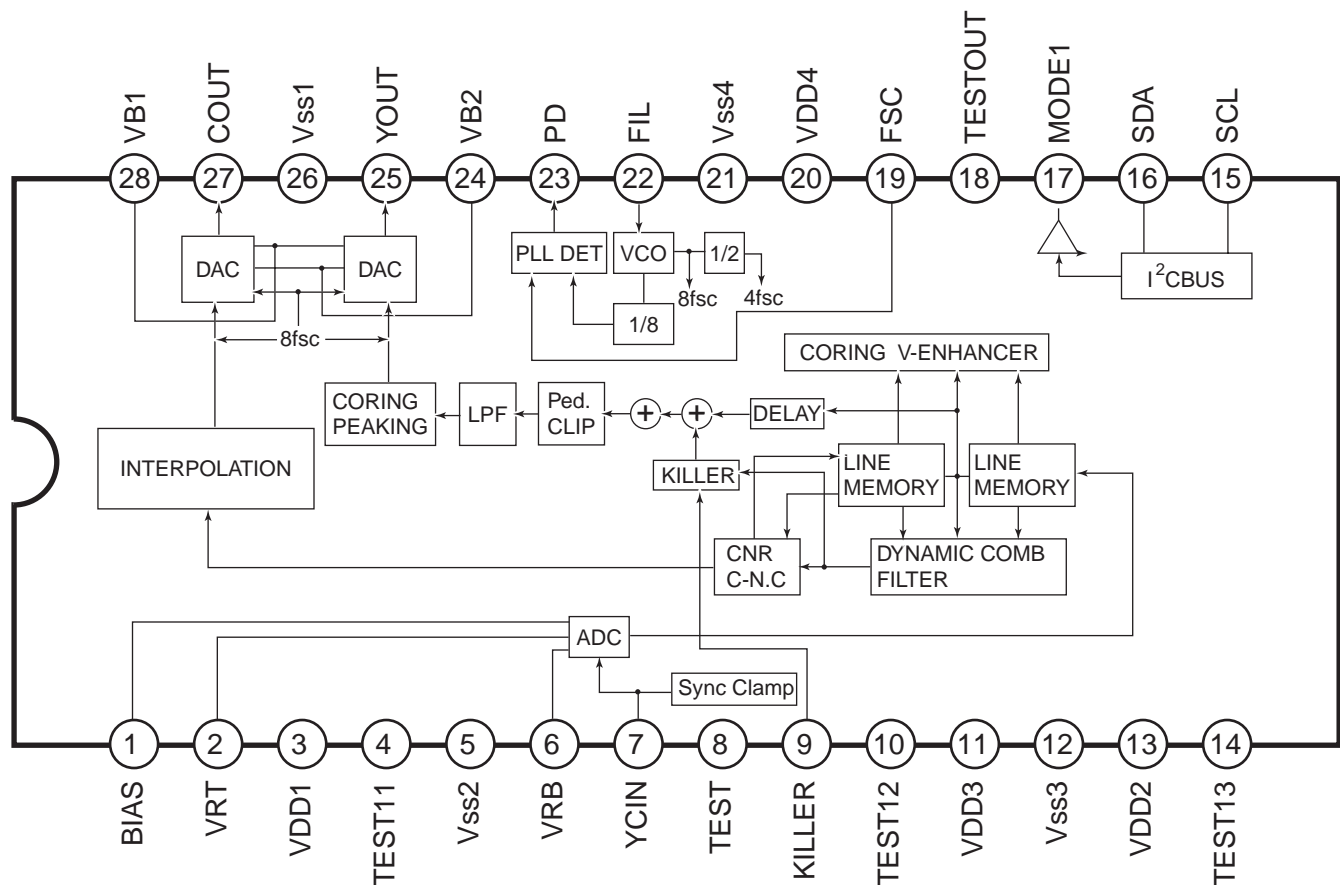 VB1
COUT
Vss1
YOUT
VB2
PD
FIL
Vss4
VDD4
FSC
TESTOUT
MODE1
SDA
SCL
28
27
26
25
24
23
22
21
20
19
18
17
16
15
DAC
DAC
PLL DET
VCO
1/2
I²CBUS
8fsc
4fsc
8fsc
1/8
CORING V-ENHANCER
CORING
PEAKING
LPF
Ped.
CLIP
+
+
DELAY
INTERPOLATION
KILLER
LINE
MEMORY
LINE
MEMORY
CNR
C-N.C
DYNAMIC COMB
FILTER
ADC
Sync Clamp
1
2
3
4
5
6
7
8
9
10
11
12
13
14
BIAS
VRT
VDD1
TEST11
Vss2
VRB
YCIN
TEST
KILLER
TEST12
VDD3
Vss3
VDD2
TEST13